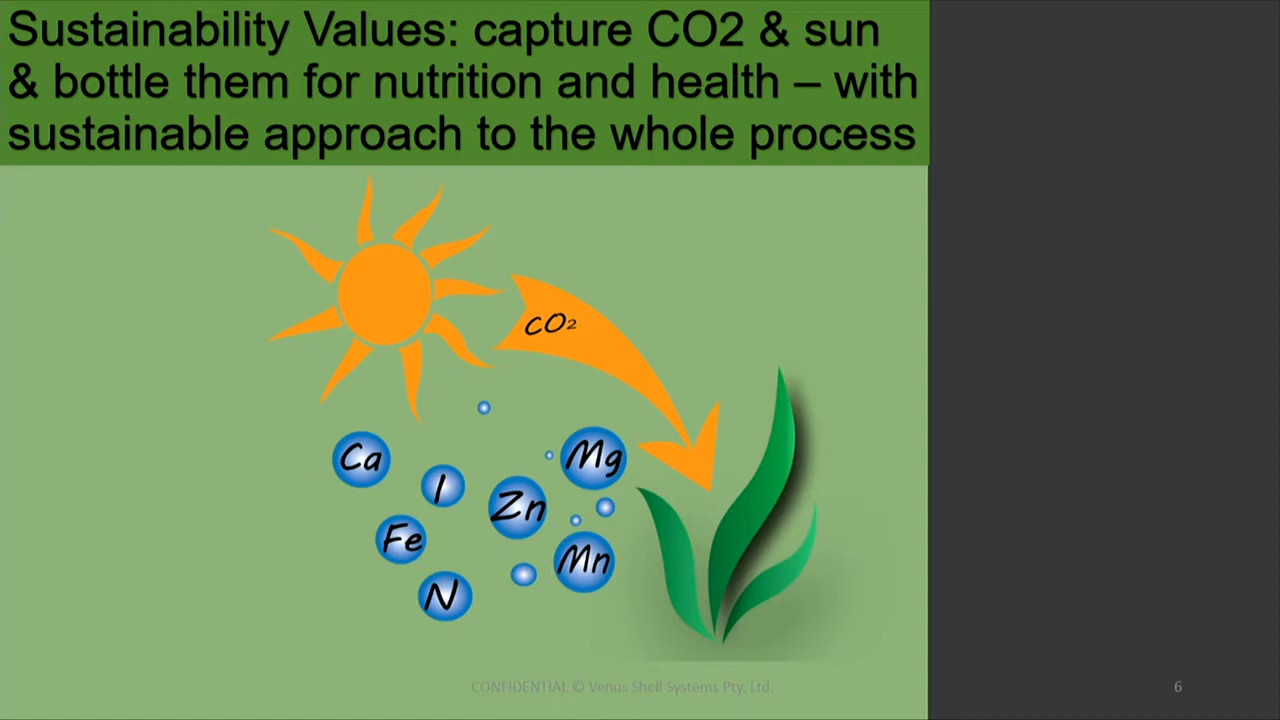 Sustainability Values: capture CO2 & sun
& bottle them for nutrition and health – with
sustainable approach to the whole process
CO₂
Ca
I
Zn
Mg
Fe
Mn
N
CONFIDENTIAL © Venus Shell Systems Pty. Ltd.
6